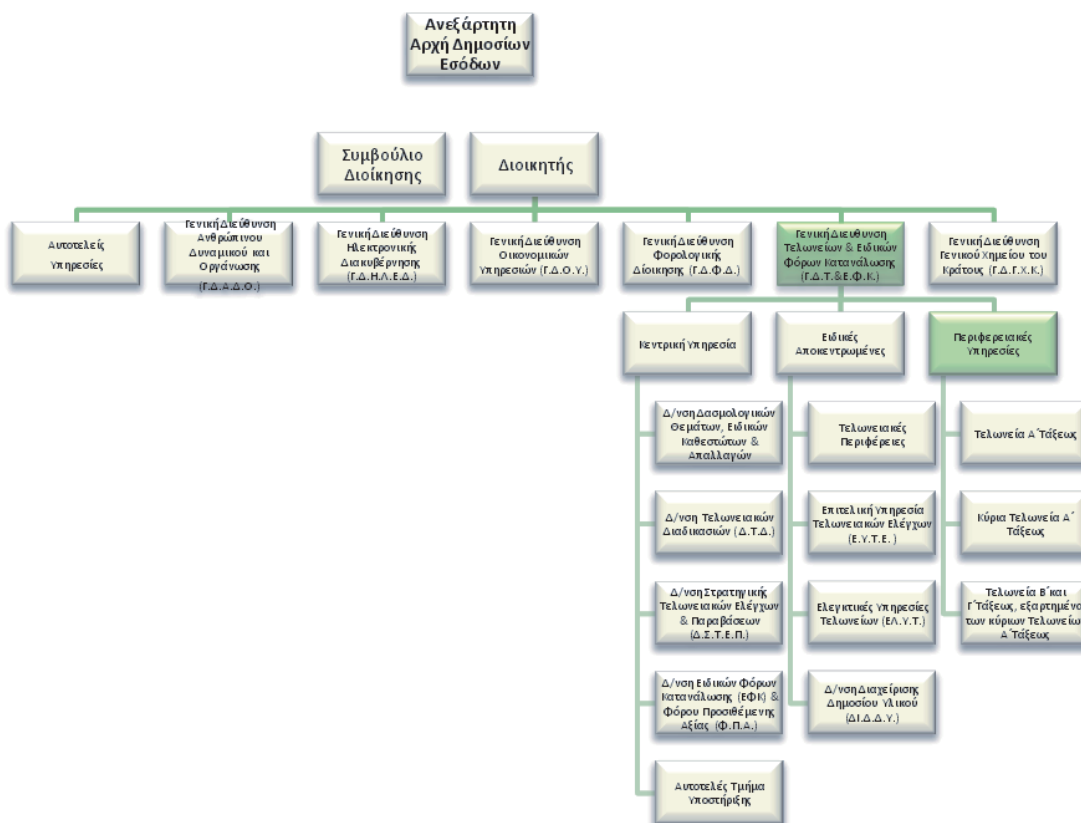 Ανεξάρτητη
Αρχή Δημοσίων
Εσόδων
Συμβούλιο
Διοίκησης
Διοικητής
Αυτοτελείς
Υπηρεσίες
Γενική Διεύθυνση
Ανθρώπινου
Δυναμικού και
Οργάνωσης
(Γ.Δ.Α.Δ.Ο.)
Γενική Διεύθυνση
Ηλεκτρονικής
Διακυβέρνησης
(Γ.Δ.Η.Λ.Ε.Δ.)
Γενική Διεύθυνση
Οικονομικών
Υπηρεσιών (Γ.Δ.Ο.Υ.)
Γενική Διεύθυνση
Φορολογικής
Δίοικησης (Γ.Δ.Φ.Δ.)
Γενική Διευθυνση
Τελωνείων & Ειδικών
Φόρων Κατανάλωσης
(Γ.Δ.Τ.&Ε.Φ.Κ.)
Γενική Διεύθυνση
Γενικού Χημείου του
Κράτους (Γ.Δ.Γ.Χ.Κ.)
Κεντρική Υπηρεσία
Ειδικές
Αποκεντρωμένες
Περιφερειακές
Υπηρεσίες
Δ/νση Δασμολογικών
Θεμάτων, Ειδικών
Καθεστώτων &
Απαλλαγών
Τελωνειακές
Περιφέρειες
Τελωνεία Α΄Τάξεως
Δ/νση Τελωνειακών
Διαδικασιών (Δ.Τ.Δ.)
Επιτελική Υπηρεσία
Τελωνειακών Ελέγχων
(Ε.Υ.Τ.Ε. )
Κύρια Τελωνεία Α΄
Τάξεως
Δ/νση Στρατηγικής
Τελωνειακών Ελέγχων
& Παραβάσεων
(Δ.Σ.Τ.Ε.Π.)
Ελεγκτικές Υπηρεσίες
Τελωνείων (ΕΛ.Υ.Τ.)
Τελωνεία Β΄ και
Γ΄Τάξεως, εξαρτημένα
των κύριων Τελωνείων
Α΄Τάξεως
Δ/νση Ειδικών Φόρων
Κατανάλωσης (ΕΦΚ) &
Φόρου Προσιθέμενης
Αξίας (Φ.Π.Α.)
Δ/νση Διαχείρισης
Δημοσίου Υλικού
(ΔΙ.Δ.Δ.Υ.)
Αυτοτελές Τμήμα
Υποστήριξης